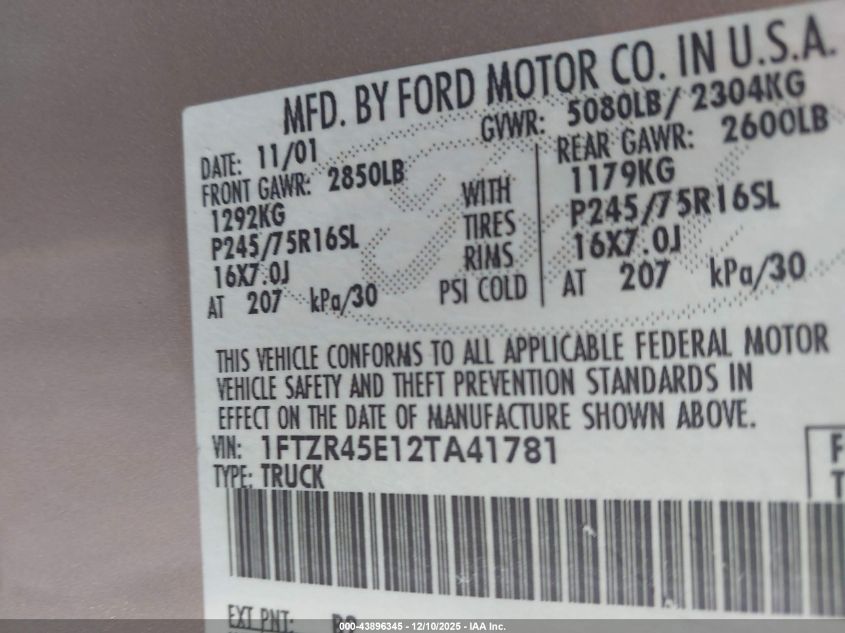 MFD. BY FORD MOTOR CO. IN U.S.A.
DATE: 11/01 GVWR: 5080LB/ 2304KG
FRONT GAWR: 2850LB REAR GAWR: 2600LB
1292KG WITH 1179KG
P245/75R16SL TIRES P245/75R16SL
16X7.0J RIMS 16X7.0J
AT 207 kPa/30 PSI COLD AT 207 kPa/30
THIS VEHICLE CONFORMS TO ALL APPLICABLE FEDERAL MOTOR
VEHICLE SAFETY AND THEFT PREVENTION STANDARDS IN
EFFECT ON THE DATE OF MANUFACTURE SHOWN ABOVE.
VIN: 1FTZR45E12TA41781
TYPE: TRUCK
EXT PNT:
000-43896345 - 12/10/2025 - IAA Inc.